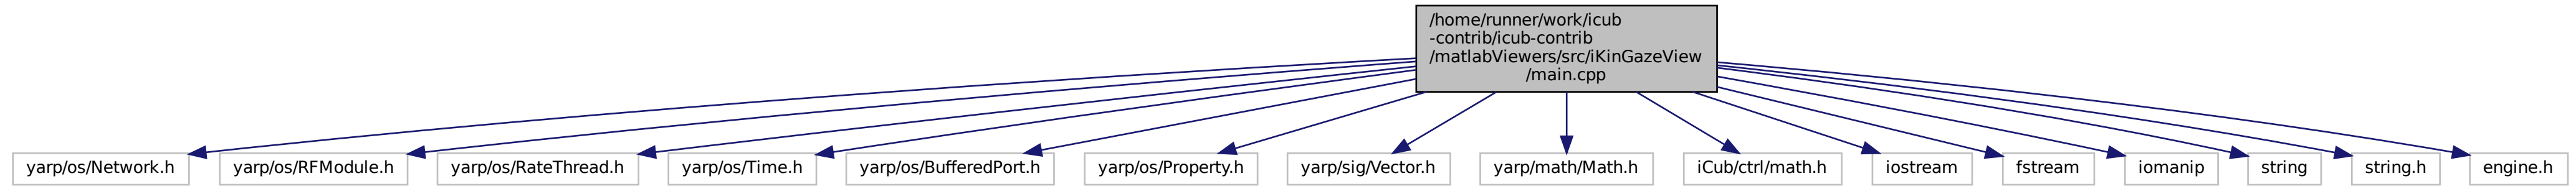 /home/runner/work/icub
-contrib/icub-contrib
/matlabViewers/src/iKinGazeView
/main.cpp
yarp/os/Network.h
yarp/os/RFModule.h
yarp/os/RateThread.h
yarp/os/Time.h
yarp/os/BufferedPort.h
yarp/os/Property.h
yarp/sig/Vector.h
yarp/math/Math.h
iCub/ctrl/math.h
iostream
fstream
iomanip
string
string.h
engine.h